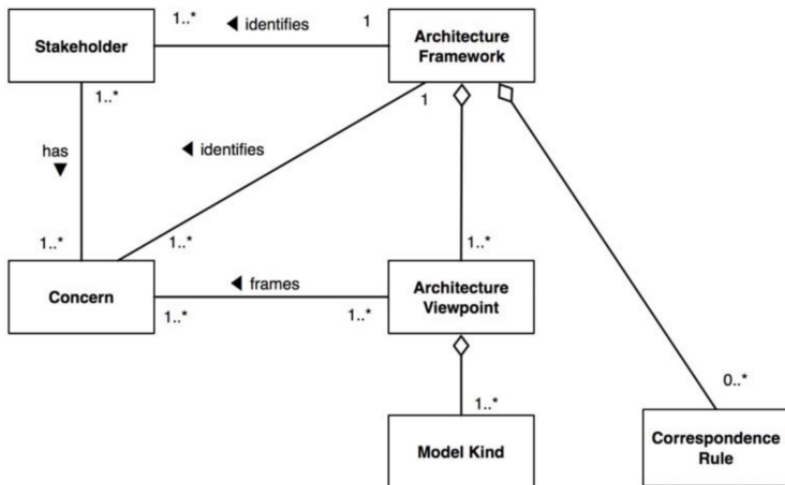 1..*
◀ identifies
1
Stakeholder
Architecture
Framework
1..*
1
has
▼
◀ identifies
1..*
1..*
1..*
Concern
◀ frames
Architecture
Viewpoint
1..*
1..*
0..*
1..*
Model Kind
Correspondence
Rule